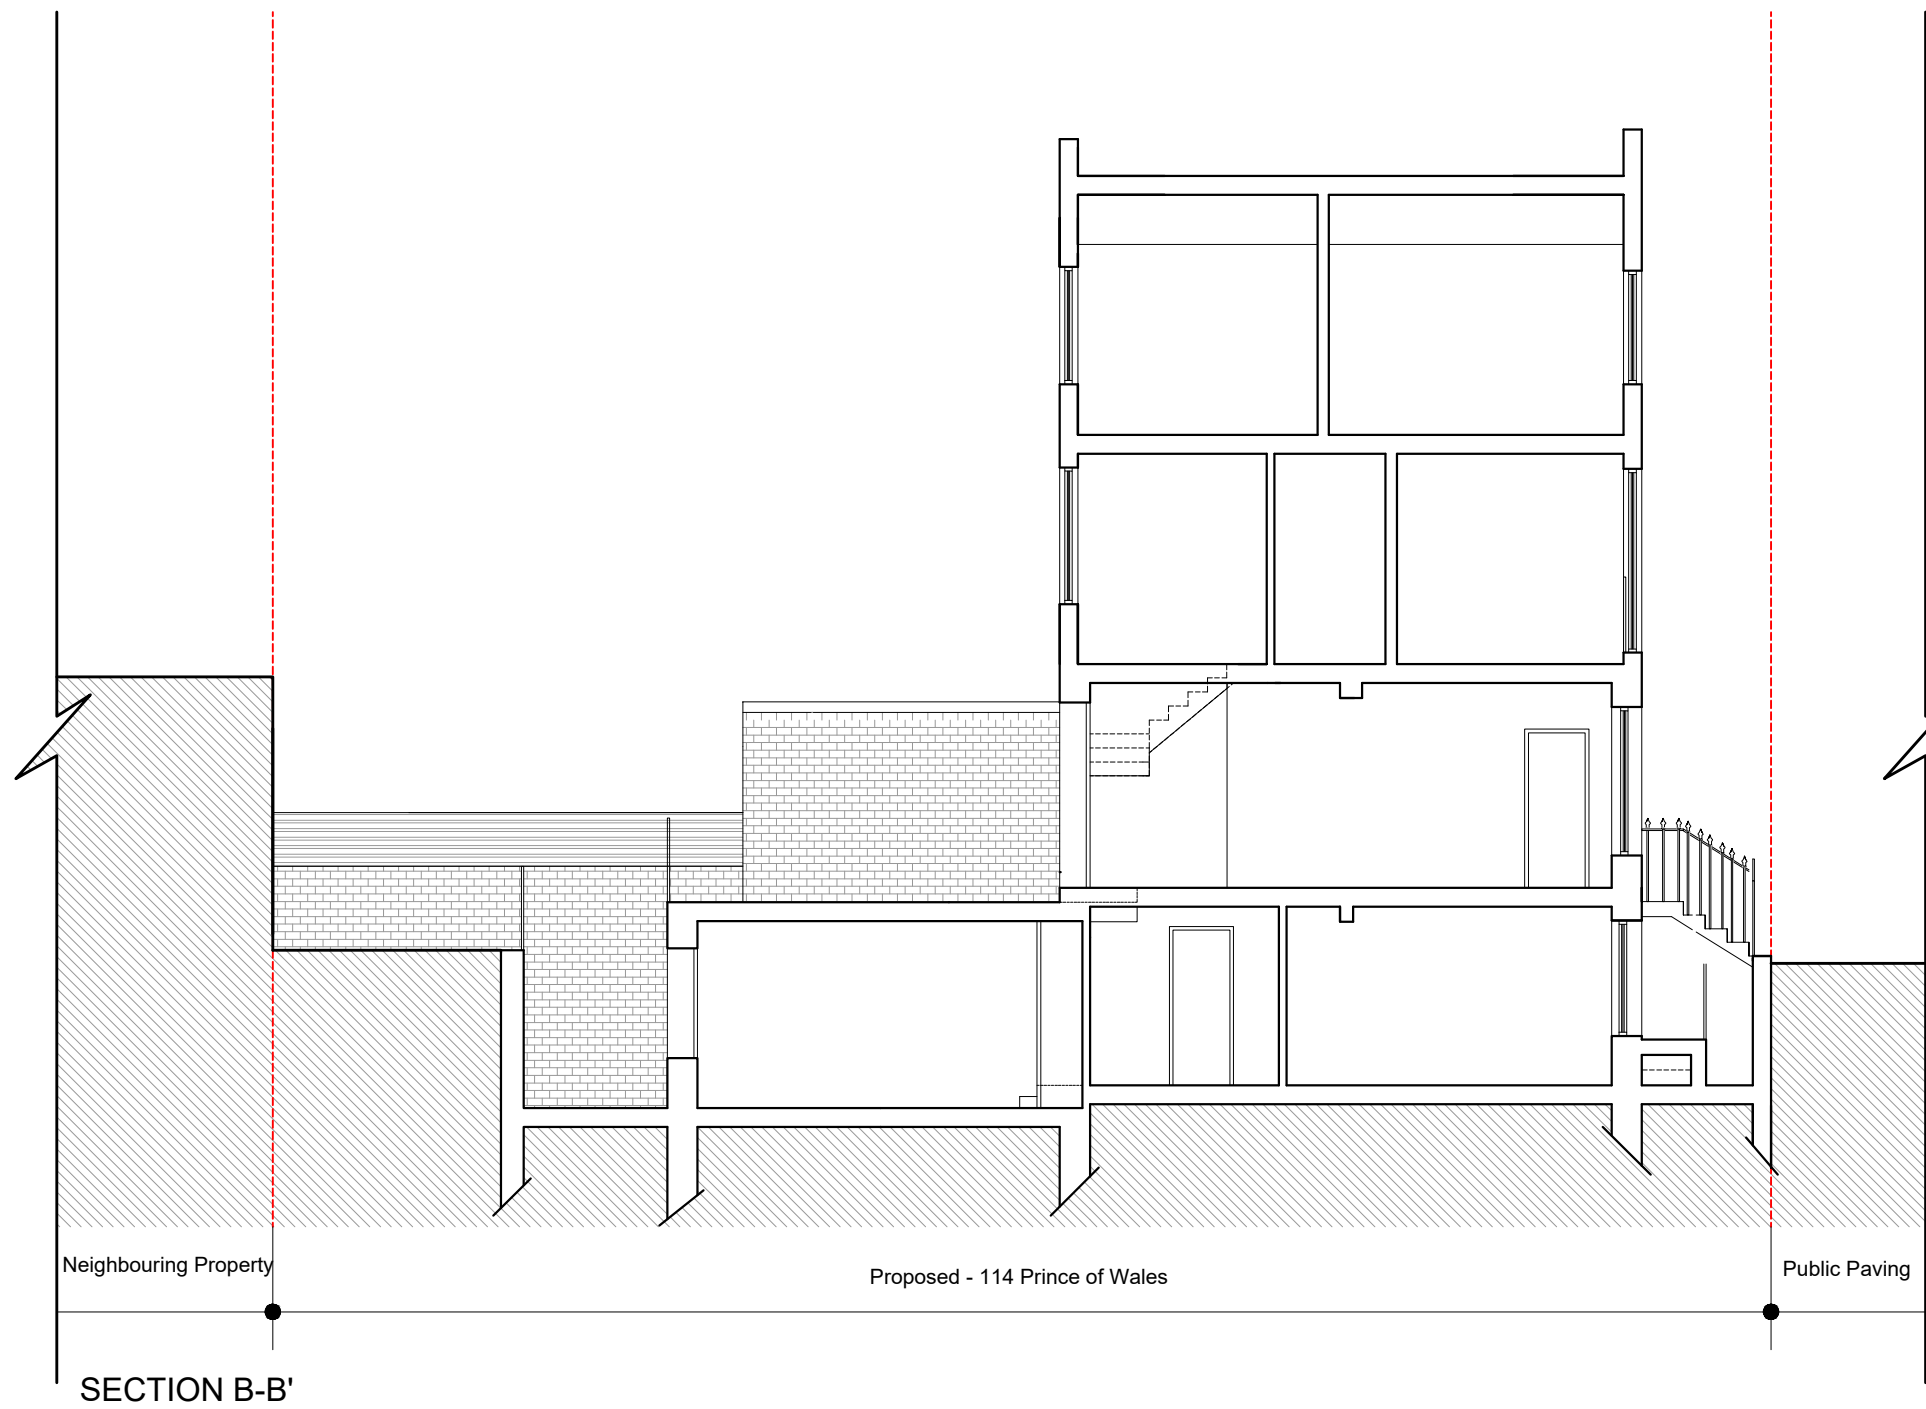 Neighbouring Property
Proposed - 114 Prince of Wales
Public Paving
SECTION B-B'